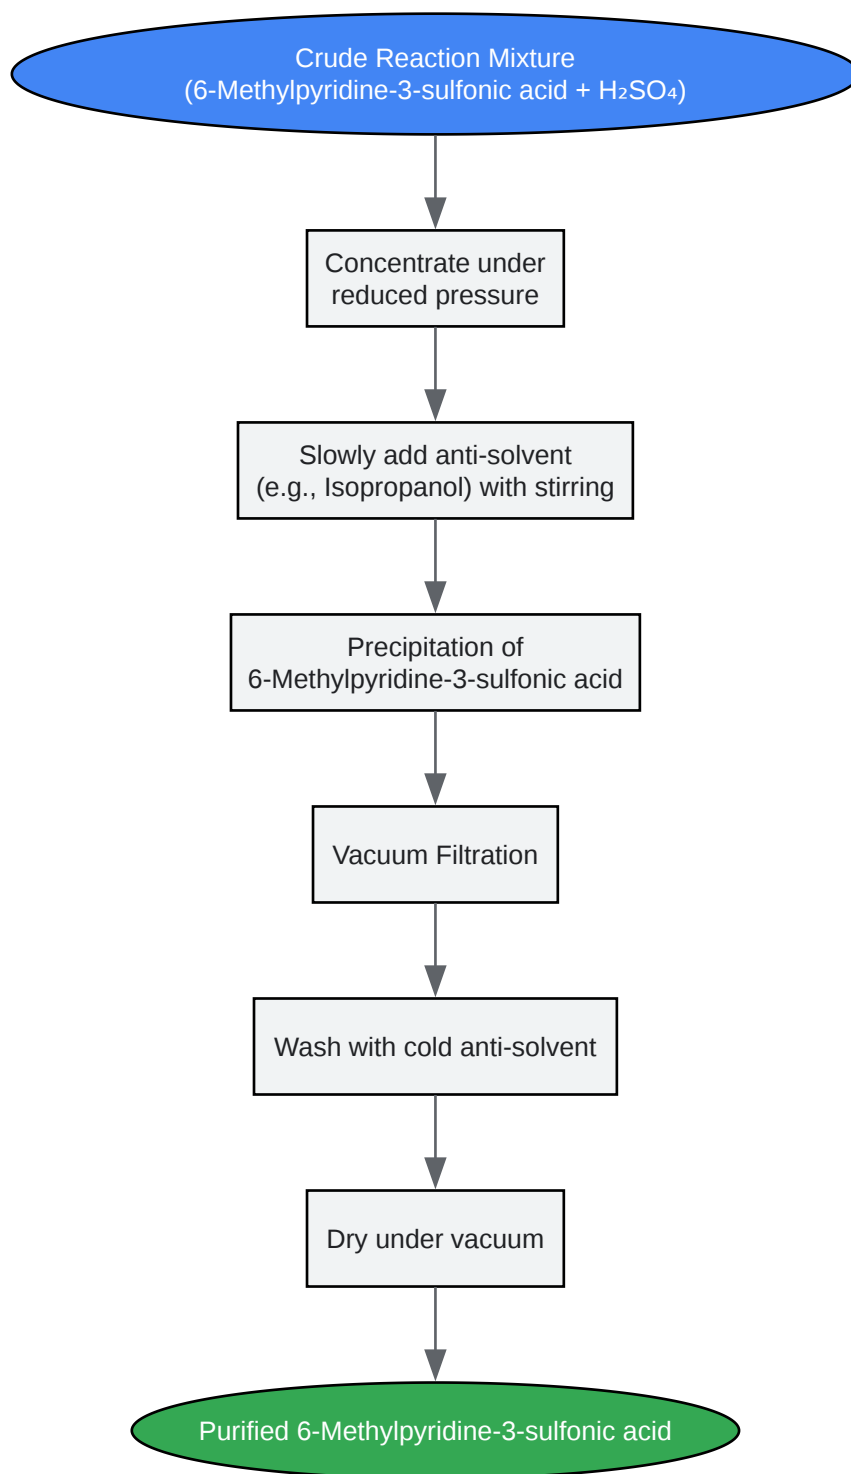 Crude Reaction Mixture
(6-Methylpyridine-3-sulfonic acid + H₂SO₄)
Concentrate under
reduced pressure
Slowly add anti-solvent
(e.g., Isopropanol) with stirring
Precipitation of
6-Methylpyridine-3-sulfonic acid
Vacuum Filtration
Wash with cold anti-solvent
Dry under vacuum
Purified 6-Methylpyridine-3-sulfonic acid